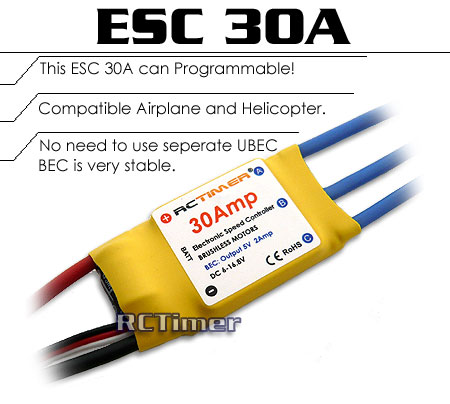 ESC 30A
This ESC 30A can Programmable!
Compatible Airplane and Helicopter.
No need to use seperate UBEC
BEC is very stable.
RCTIMER®
A
30Amp
Electronic Speed Controller
B
BRUSHLESS MOTORS
BATT
BEC: Output 5V 2Amp
DC 6-16.8V
CE RoHS
C
RCTimer